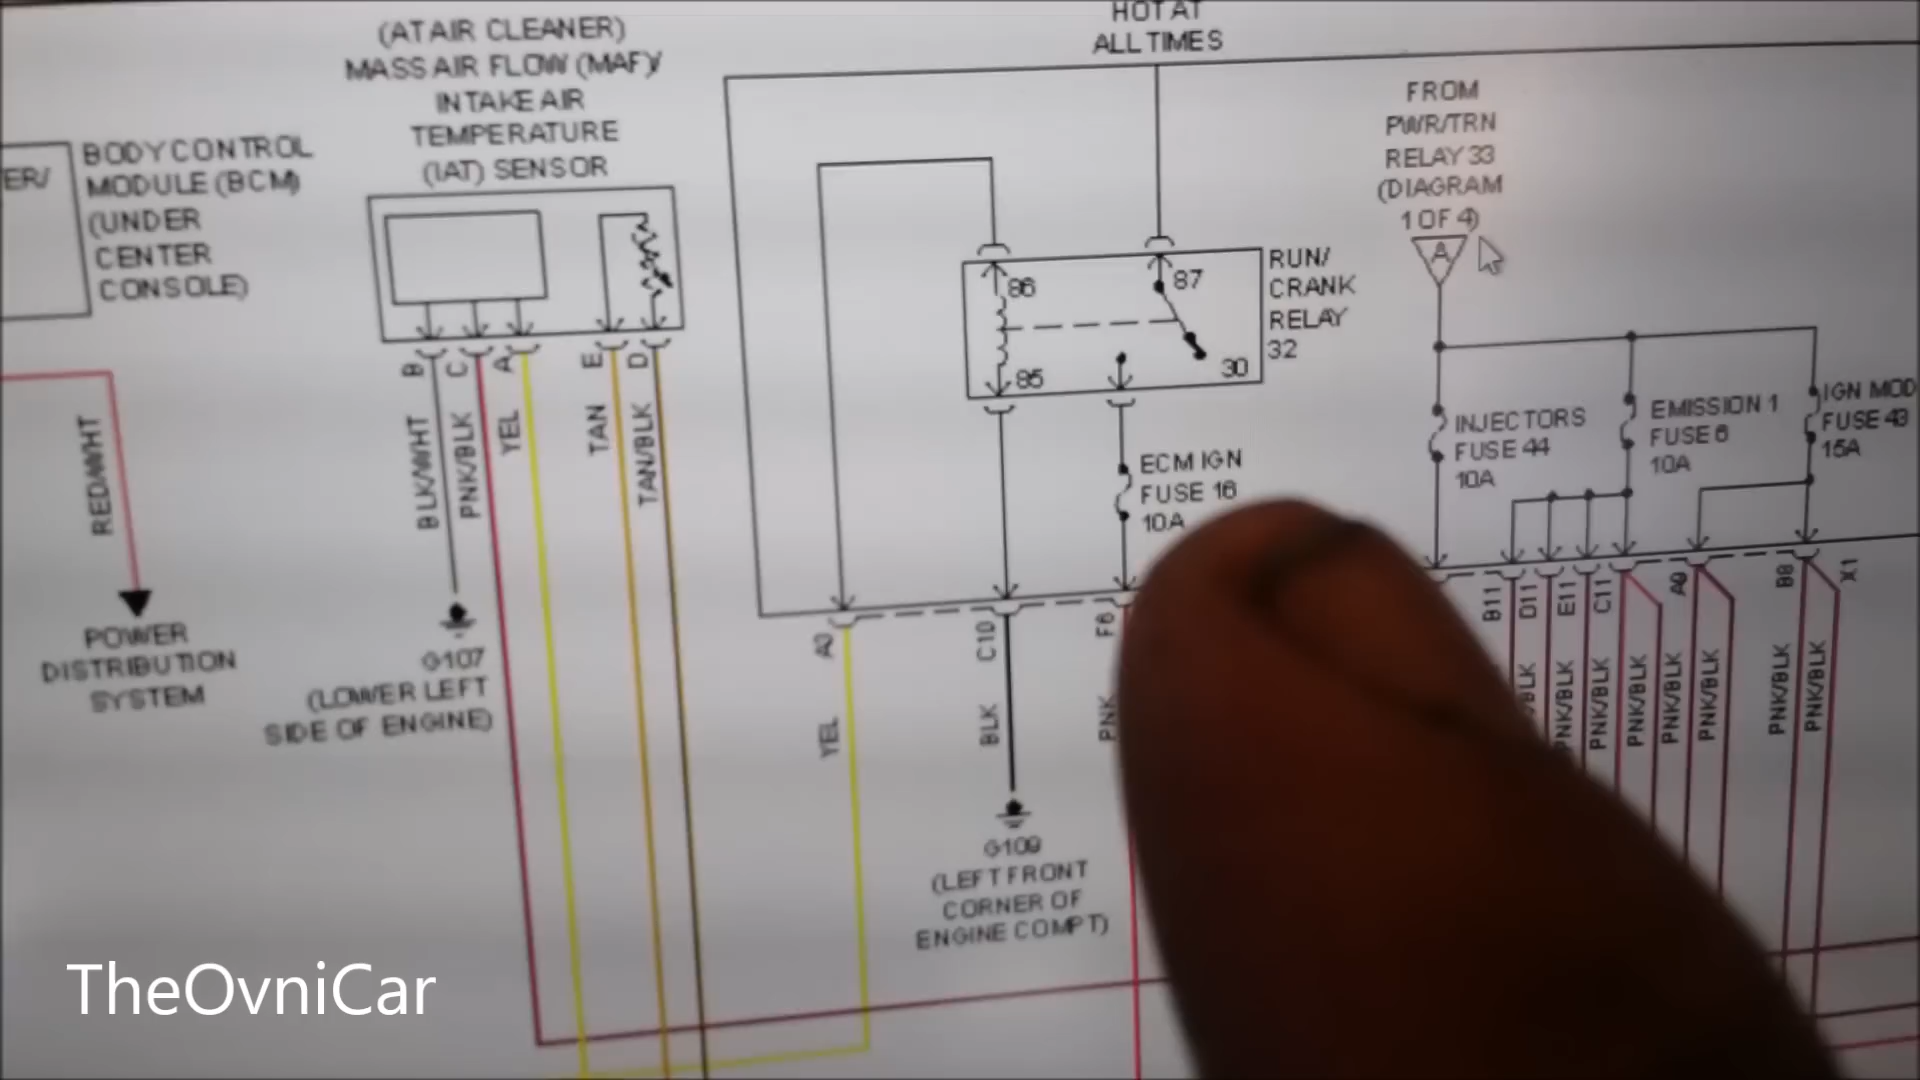 (AT AIR CLEANER)
MASS AIR FLOW (MAF)/
INTAKE AIR
TEMPERATURE
(IAT) SENSOR
HOT AT
ALL TIMES
FROM
PWR/TRN
RELAY 33
(DIAGRAM
1 OF 4)
A
ER/
BODY CONTROL
MODULE (BCM)
(UNDER
CENTER
CONSOLE)
86
87
85
30
RUN/
CRANK
RELAY
32
B
C
A
E
D
RED/WHT
BLK/WHT
PNK/BLK
YEL
TAN
TAN/BLK
ECM IGN
FUSE 16
10A
INJECTORS
FUSE 44
10A
EMISSION 1
FUSE 6
10A
IGN MOD
FUSE 43
15A
POWER
DISTRIBUTION
SYSTEM
G107
(LOWER LEFT
SIDE OF ENGINE)
A3
C10
F6
B11
D11
E11
C11
A9
B8
X1
YEL
BLK
PNK
/BLK
PNK/BLK
PNK/BLK
PNK/BLK
PNK/BLK
PNK/BLK
PNK/BLK
PNK/BLK
G109
(LEFT FRONT
CORNER OF
ENGINE COMPT)
TheOvniCar